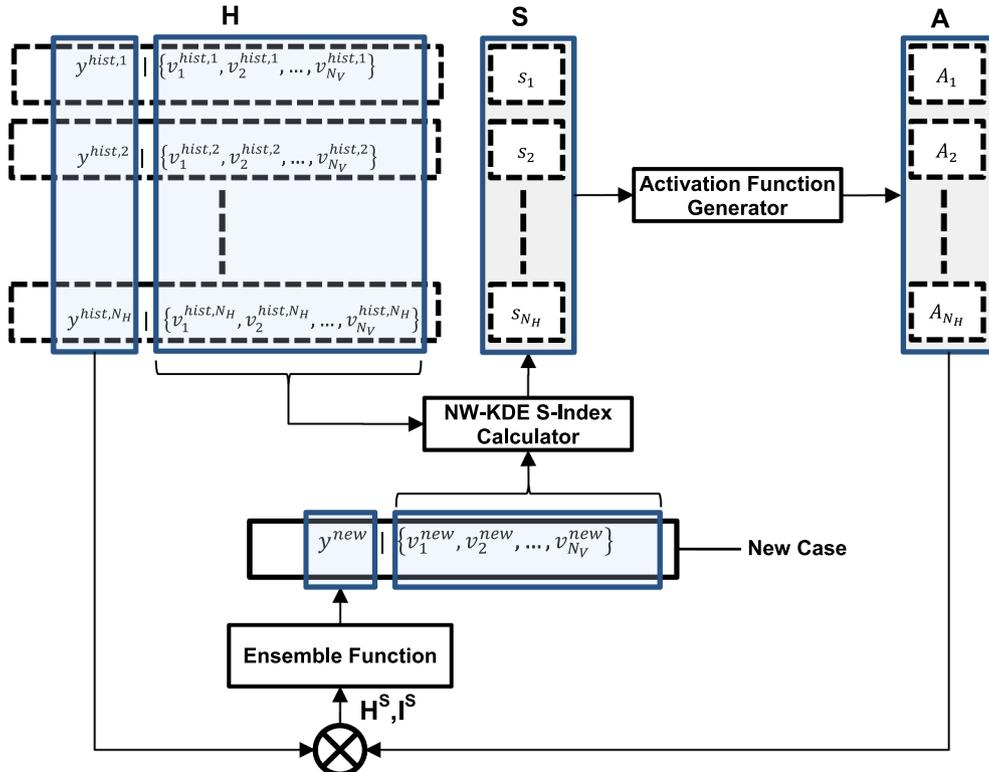 H S A
y^{hist,1} | {v_1^{hist,1}, v_2^{hist,1}, ..., v_{N_V}^{hist,1}} s_1 A_1
y^{hist,2} | {v_1^{hist,2}, v_2^{hist,2}, ..., v_{N_V}^{hist,2}} s_2 A_2
Activation Function
Generator
y^{hist,N_H} | {v_1^{hist,N_H}, v_2^{hist,N_H}, ..., v_{N_V}^{hist,N_H}} s_{N_H} A_{N_H}
NW-KDE S-Index
Calculator
y^{new} | {v_1^{new}, v_2^{new}, ..., v_{N_V}^{new}}
New Case
Ensemble Function
H^S,I^S